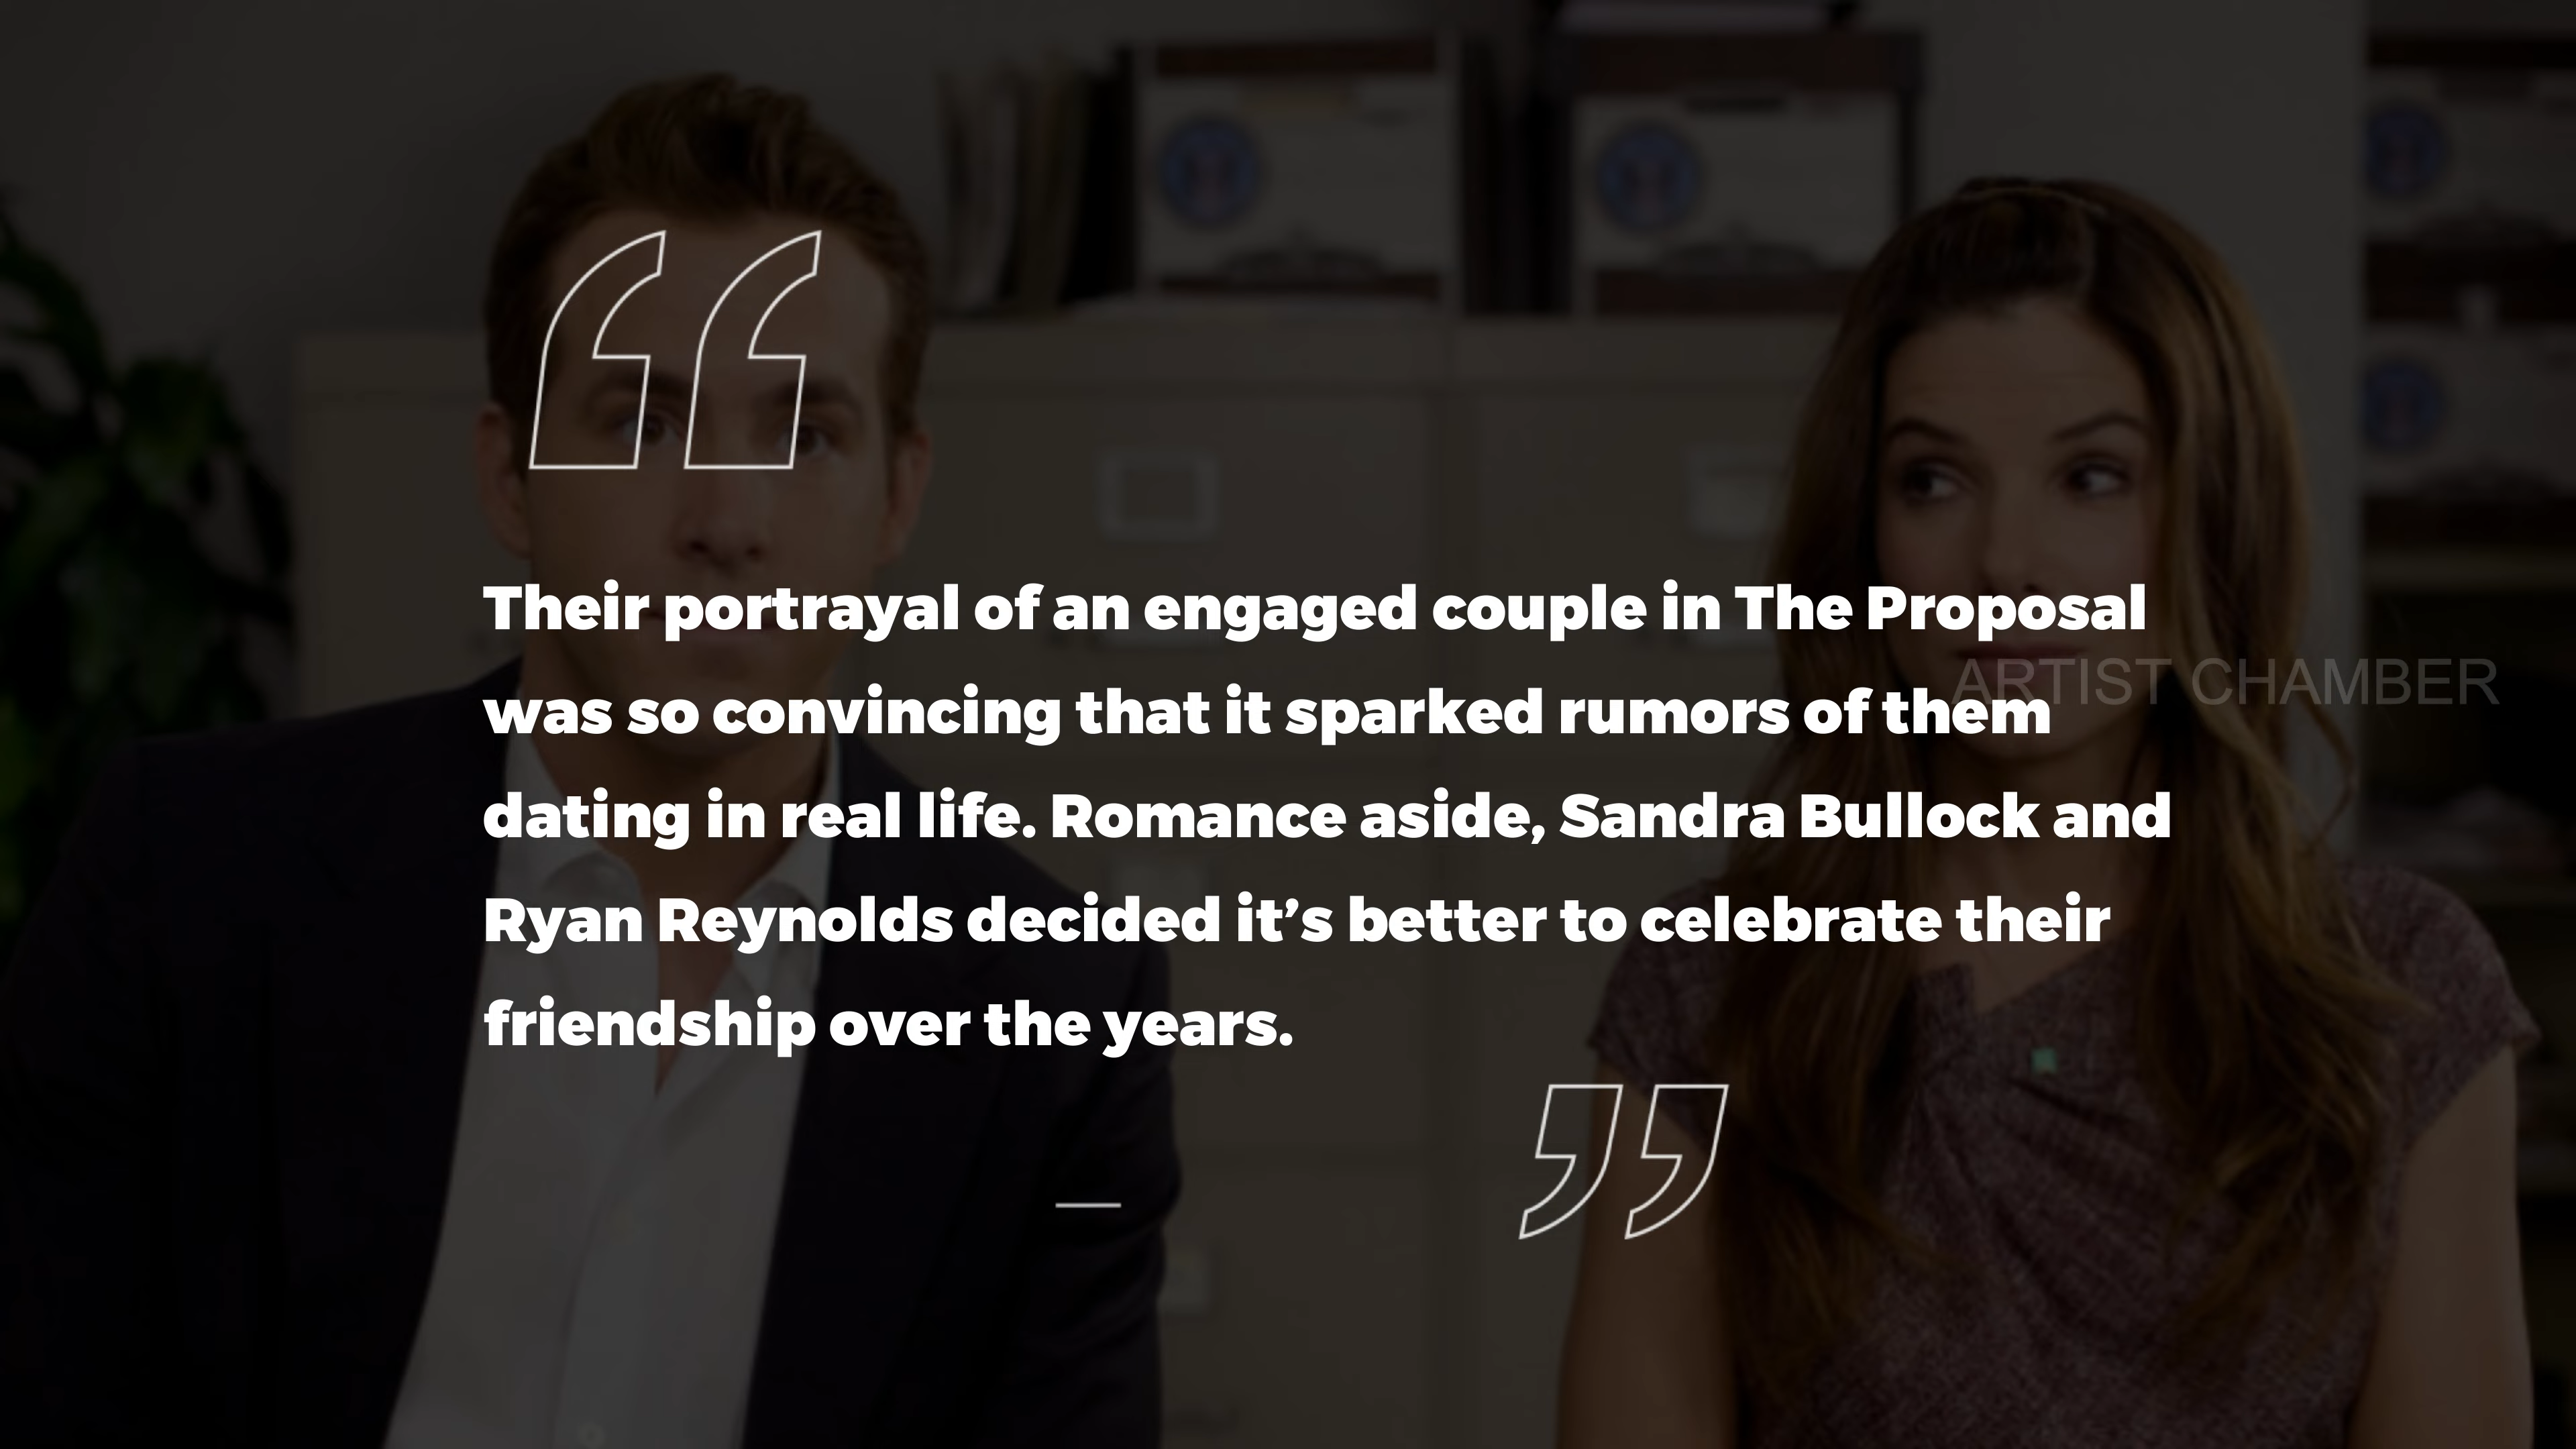 Their portrayal of an engaged couple in The Proposal
was so convincing that it sparked rumors of them
dating in real life. Romance aside, Sandra Bullock and
Ryan Reynolds decided it’s better to celebrate their
friendship over the years.
ARTIST CHAMBER